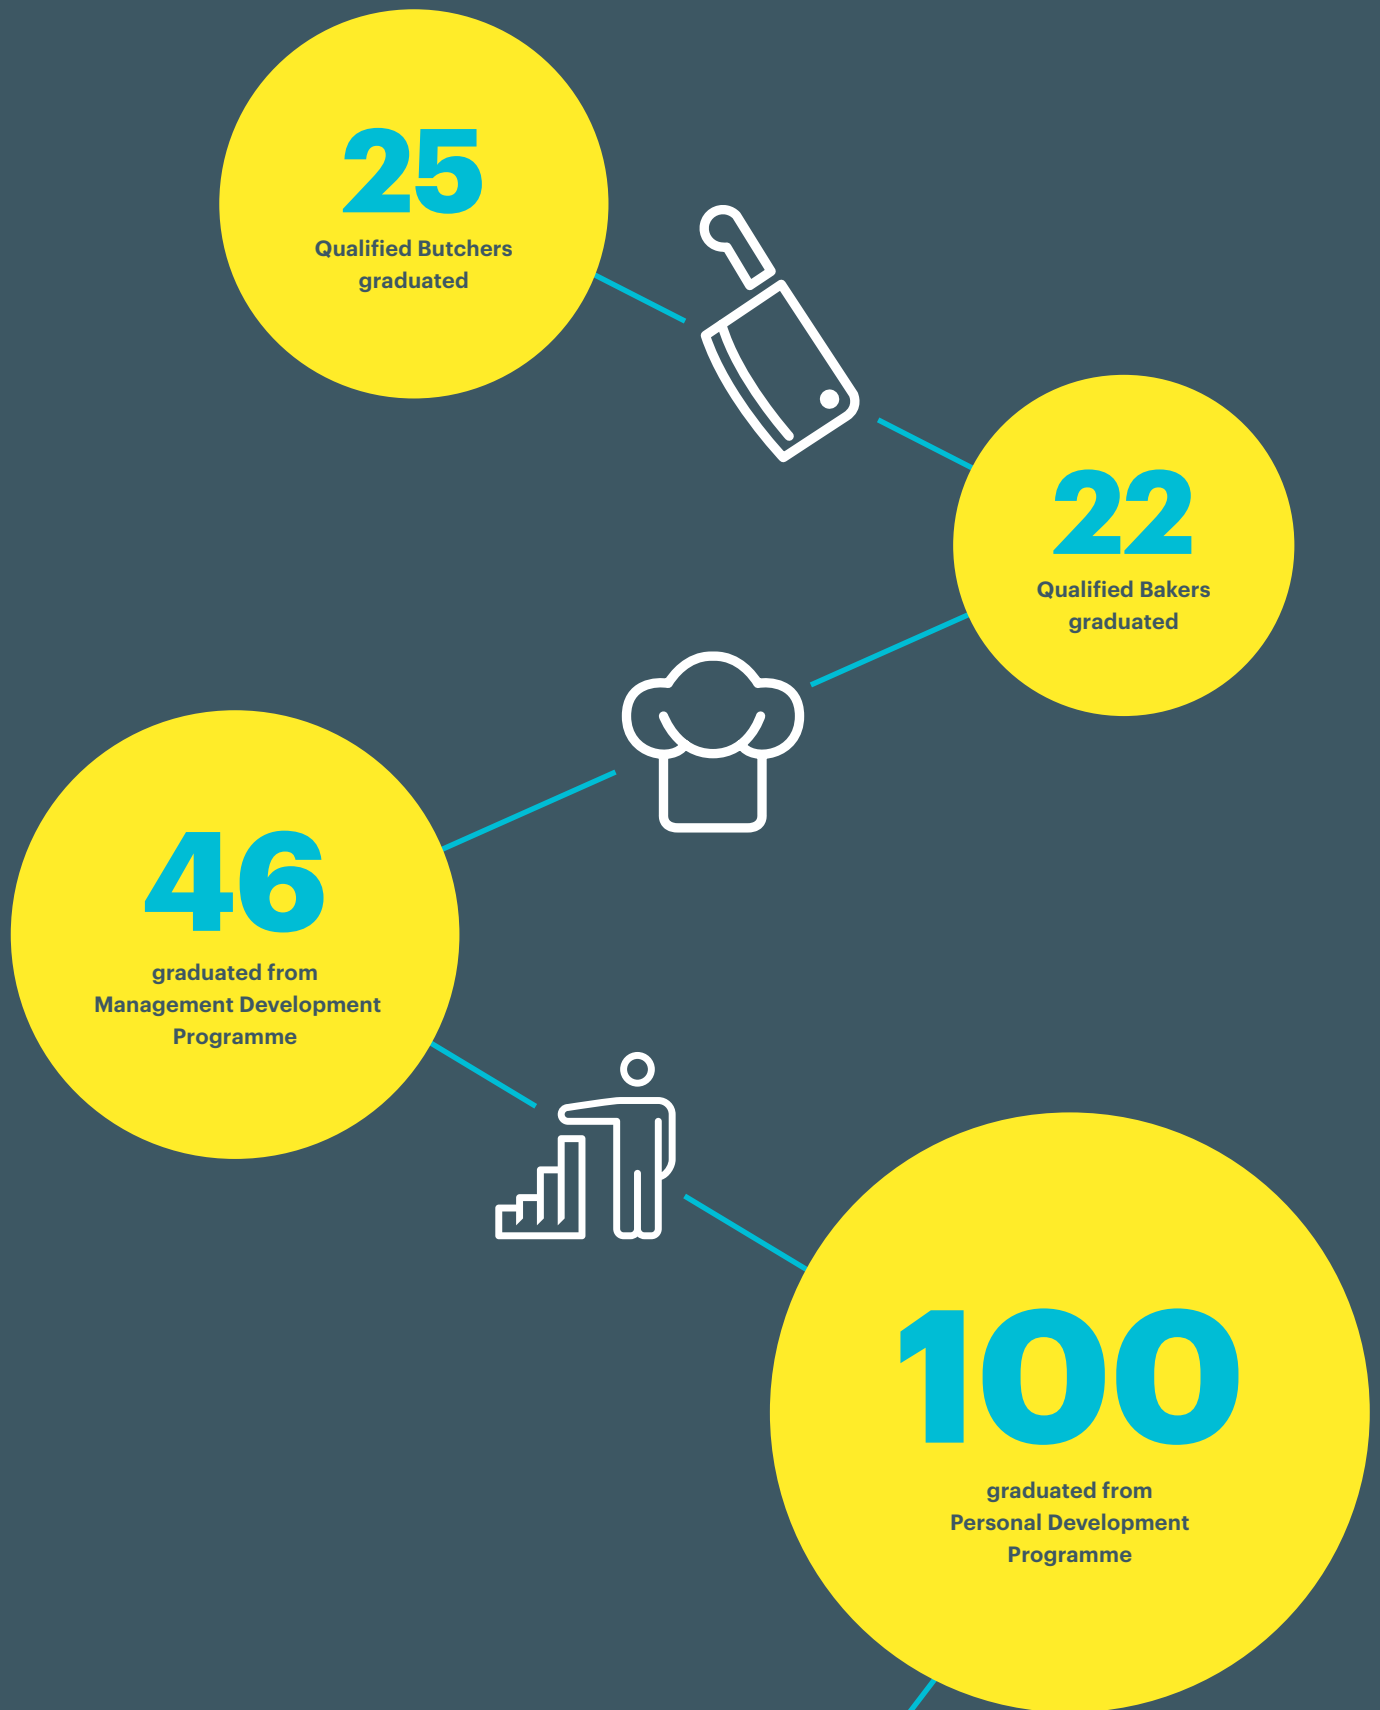 25
Qualified Butchers
graduated
22
Qualified Bakers
graduated
46
graduated from
Management Development
Programme
100
graduated from
Personal Development
Programme